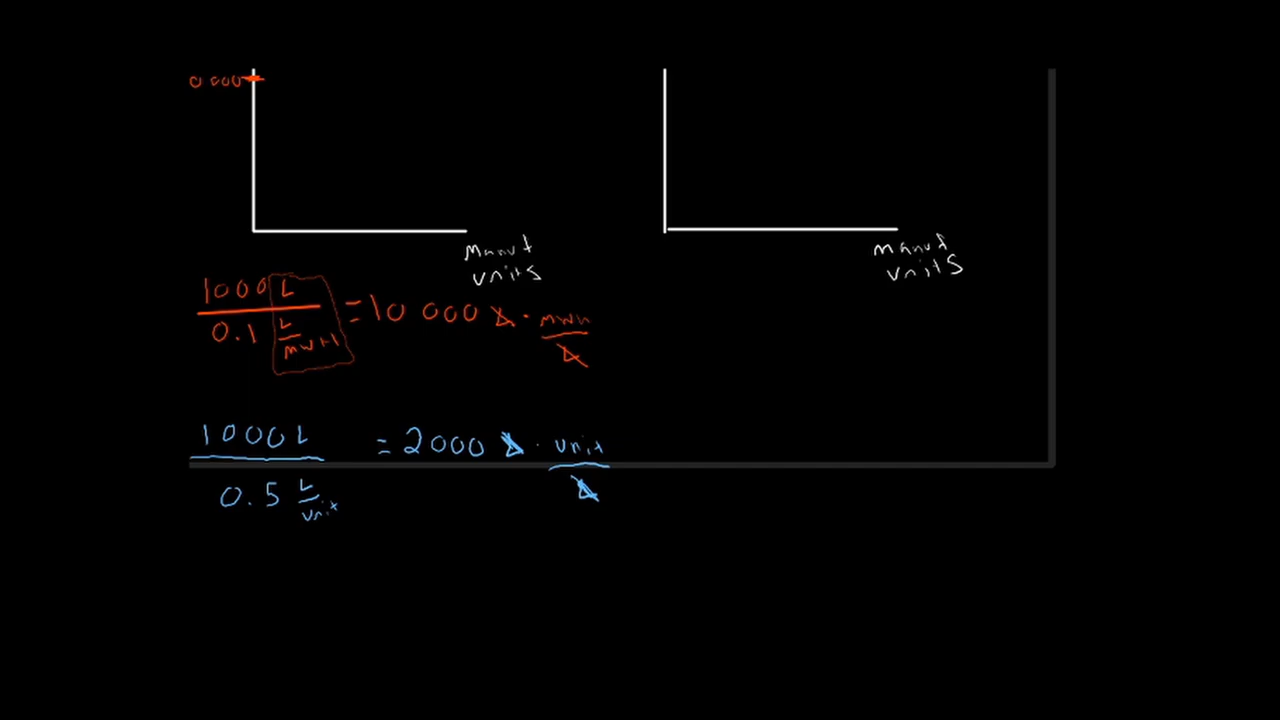 0 000
Manuf
units
Manuf
units
1000 L
0.1 L/MWH
= 10 000 L · MWH/L
1000 L
0.5 L/unit
= 2000 L · unit/L